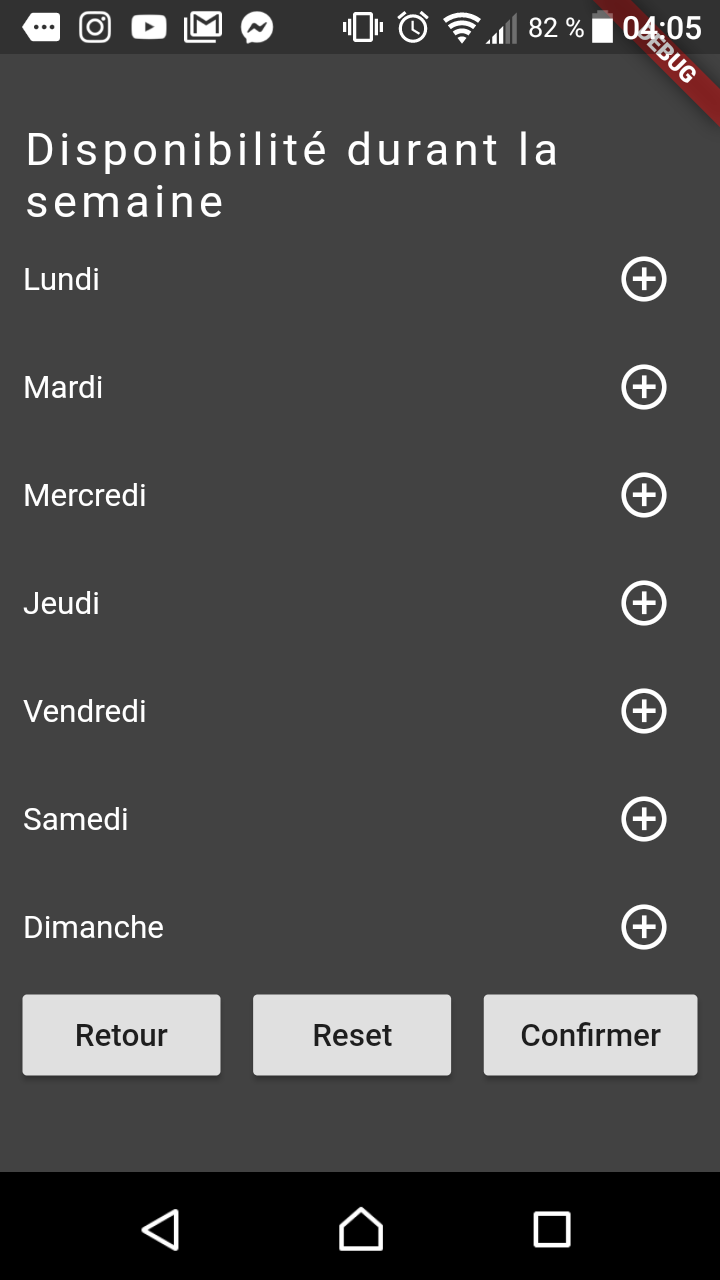 82 % 04:05
DEBUG
Disponibilité durant la
semaine
Lundi
Mardi
Mercredi
Jeudi
Vendredi
Samedi
Dimanche
Retour Reset Confirmer